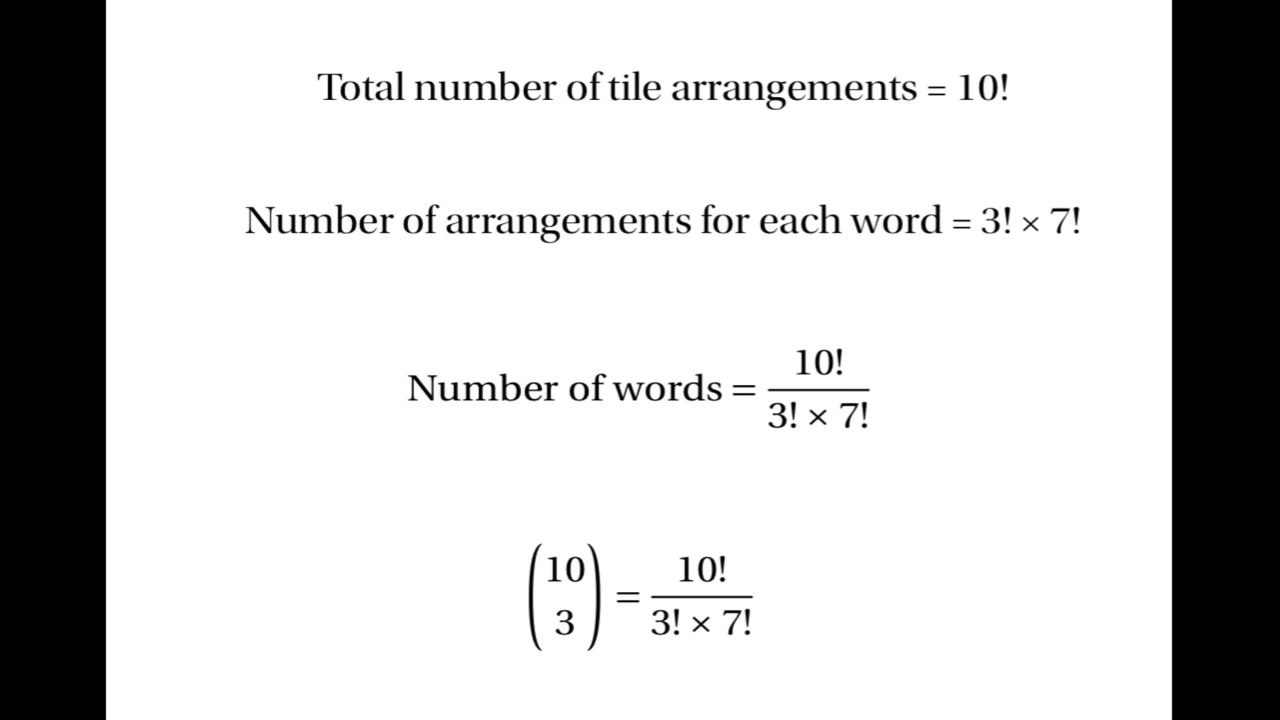 Total number of tile arrangements = 10!
Number of arrangements for each word = 3! × 7!
Number of words = 10! / 3! × 7!
(10 3) = 10! / 3! × 7!